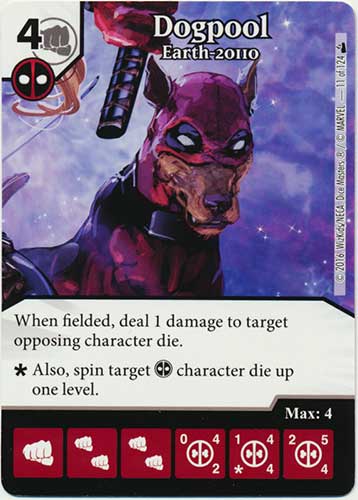 4
Dogpool
Earth-20110
© 2016 WizKids/NECA Dice Masters, ® / © MARVEL — 11 of 124
When fielded, deal 1 damage to target
opposing character die.
* Also, spin target character die up
one level.
Max: 4
0 4 2
1 4 * 4
2 5 4